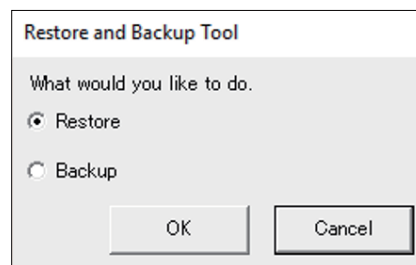 Restore and Backup Tool
What would you like to do.
Restore
Backup
OK Cancel